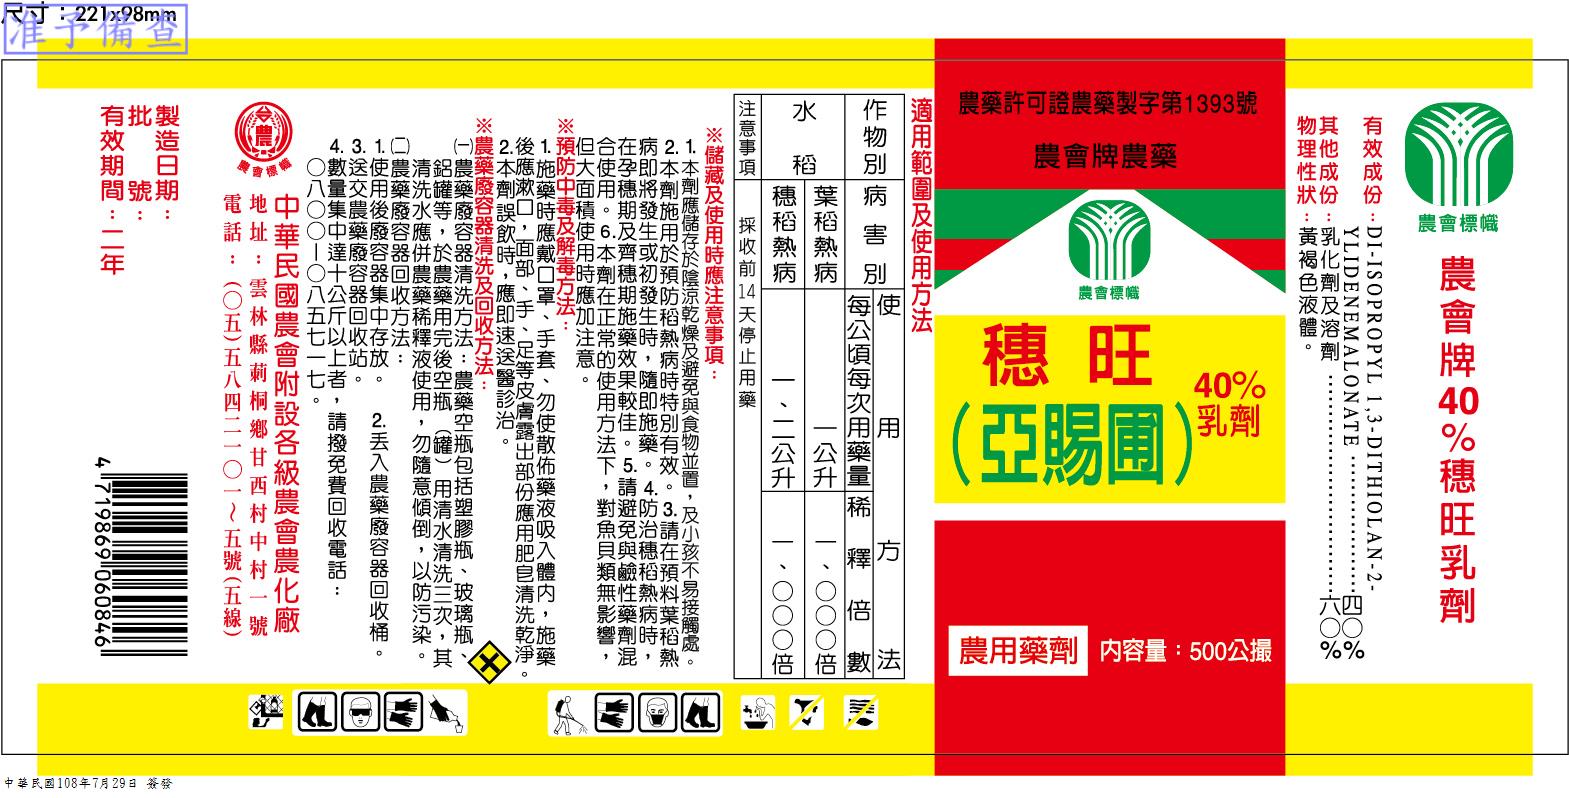 尺寸：221x98mm
准予備查
農會標幟
農會牌40%穗旺乳劑
有效成份：DI-ISOPROPYL 1,3-DITHIOLAN-2-
YLIDENEMALONATE ………………四○%
其他成份：乳化劑及溶劑 ………………六○%
物理性狀：黃褐色液體。
農藥許可證農藥製字第1393號
農會牌農藥
農會標幟
穗旺
(亞賜圃)
40%
乳劑
農用藥劑
內容量：500公撮
適用範圍及使用方法
作物別 病害別 使用方法
每公頃每次用藥量 稀釋倍數
水稻 葉稻熱病 一公升 一、○○○倍
穗稻熱病 一、二公升 一、○○○倍
注意事項 採收前14天停止用藥
※儲藏及使用時應注意事項：
1.本劑應儲存於陰涼乾燥及避免與食物並置，及小孩不易接觸處。
2.本劑施用於預防稻熱病時特別有效。3.請在預料葉稻熱
病即將發生或初發生時，隨即施藥。4.防治穗稻熱病時，
在孕穗期及齊穗期施藥效果較佳。5.請避免與鹼性藥劑混
合使用。6.本劑在正常的使用方法下，對魚貝類無影響，
但大面積使用時應加注意。
※預防中毒及解毒方法：
1.施藥時應戴口罩、手套、勿使散佈藥液吸入體內，施藥
後應漱口，面部、手、足等皮膚露出部份應用肥皂清洗乾淨。
2.本劑誤飲時，應即速送醫診治。
※農藥廢容器清洗及回收方法：
㈠農藥廢容器清洗方法：農藥空瓶包括塑膠瓶、玻璃瓶、
鋁罐等，於農藥用完後空瓶（罐）用清水清洗三次，其
清洗水應併農藥稀釋液使用，勿隨意傾倒，以防污染。
㈡農藥廢容器回收方法：
1.使用後廢容器集中存放。 2.丟入農藥廢容器回收桶。
3.送交農藥廢容器回收站。
4.數量集中達十公斤以上者，請撥免費回收電話：
○八○○—○八五七一七。
農
農會標幟
中華民國農會附設各級農會農化廠
地址：雲林縣莿桐鄉甘西村中村一號
電話：(○五)五八四二一○一～五號(五線)
製造日期：
批號：
有效期間：二年
4 719869 060846
中華民國108年7月29日 簽發